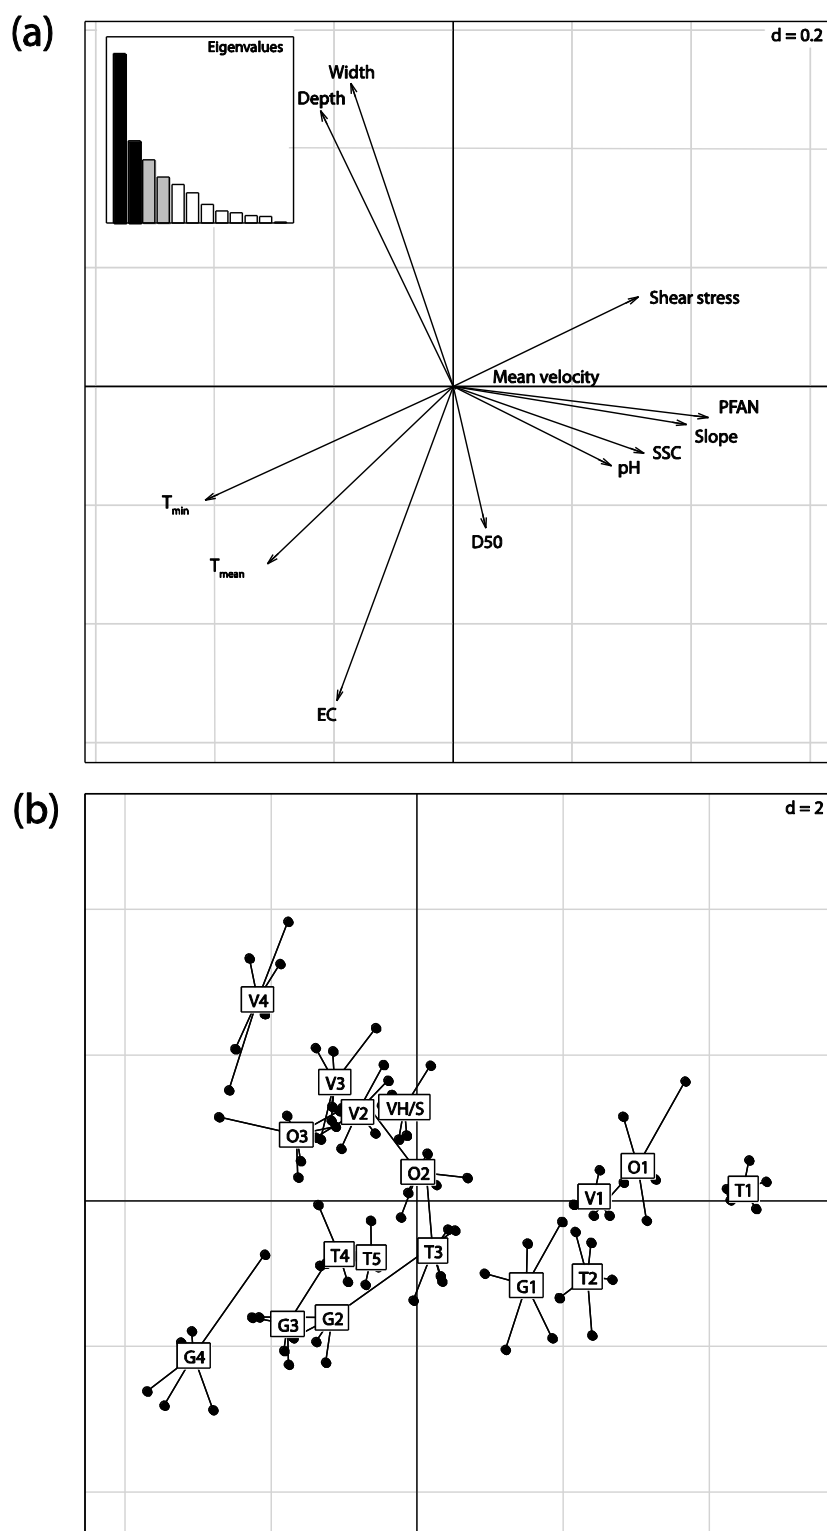 (a)
d = 0.2
Eigenvalues
Width
Depth
Shear stress
Mean velocity
PFAN
Slope
SSC
pH
D50
Tmin
Tmean
EC
(b)
d = 2
V4
V3
V2
VH/S
O3
O2
O1
T1
V1
T4
T5
T3
G1
T2
G3
G2
G4